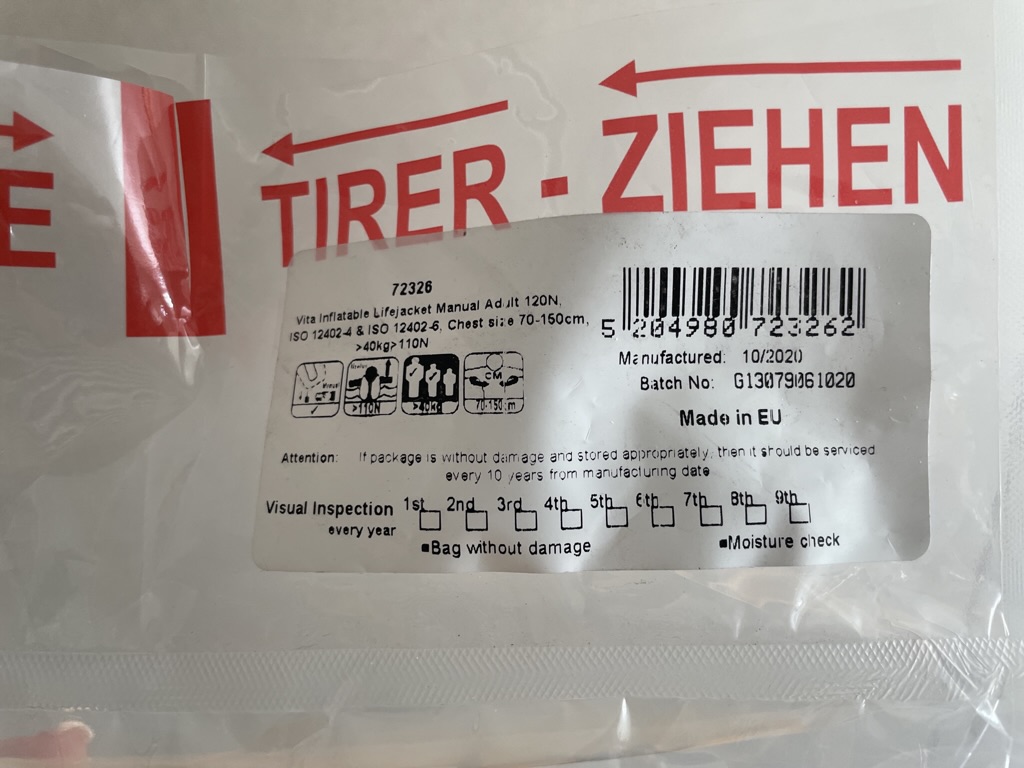 E
TIRER - ZIEHEN
72326
Vita Inflatable Lifejacket Manual Adult 120N,
ISO 12402-4 & ISO 12402-6, Chest size 70-150cm,
>40kg>110N
5 204980 723262
Manufactured: 10/2020
Batch No: G13079061020
Made in EU
>110N
>40kg
CM
70-150cm
Attention: If package is without damage and stored appropriately, then it should be serviced
every 10 years from manufacturing date
Visual Inspection 1st 2nd 3rd 4th 5th 6th 7th 8th 9th
every year
▪Bag without damage ▪Moisture check